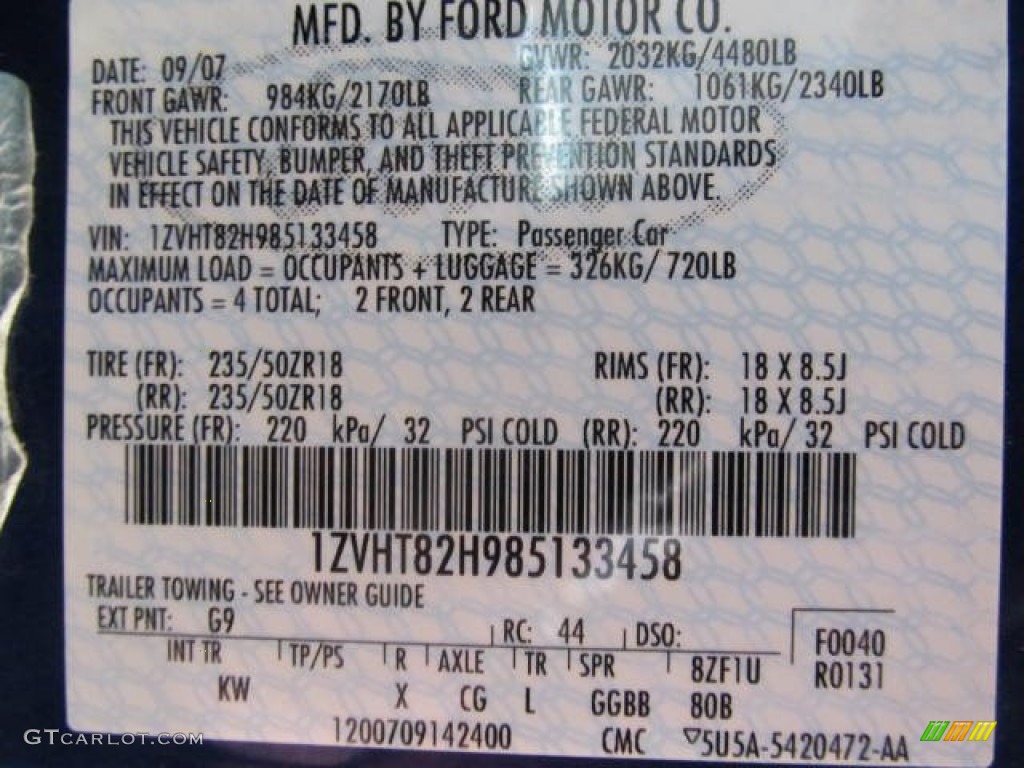 MFD. BY FORD MOTOR CO.
DATE: 09/07 GVWR: 2032KG/4480LB
FRONT GAWR: 984KG/2170LB REAR GAWR: 1061KG/2340LB
THIS VEHICLE CONFORMS TO ALL APPLICABLE FEDERAL MOTOR
VEHICLE SAFETY, BUMPER, AND THEFT PREVENTION STANDARDS
IN EFFECT ON THE DATE OF MANUFACTURE SHOWN ABOVE.
VIN: 1ZVHT82H985133458 TYPE: Passenger Car
MAXIMUM LOAD = OCCUPANTS + LUGGAGE = 326KG/ 720LB
OCCUPANTS = 4 TOTAL; 2 FRONT, 2 REAR
TIRE (FR): 235/50ZR18 RIMS (FR): 18 X 8.5J
(RR): 235/50ZR18 (RR): 18 X 8.5J
PRESSURE (FR): 220 kPa/ 32 PSI COLD (RR): 220 kPa/ 32 PSI COLD
1ZVHT82H985133458
TRAILER TOWING - SEE OWNER GUIDE
EXT PNT: G9 RC: 44 DSO: F0040
INT TR TP/PS R AXLE TR SPR 8ZF1U R0131
KW X CG L GGBB 80B
1200709142400 CMC ▽5U5A-5420472-AA
GTCarLot.com